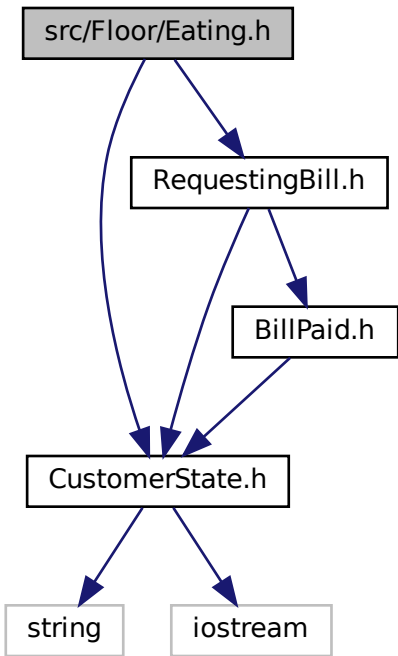 src/Floor/Eating.h
RequestingBill.h
BillPaid.h
CustomerState.h
string
iostream